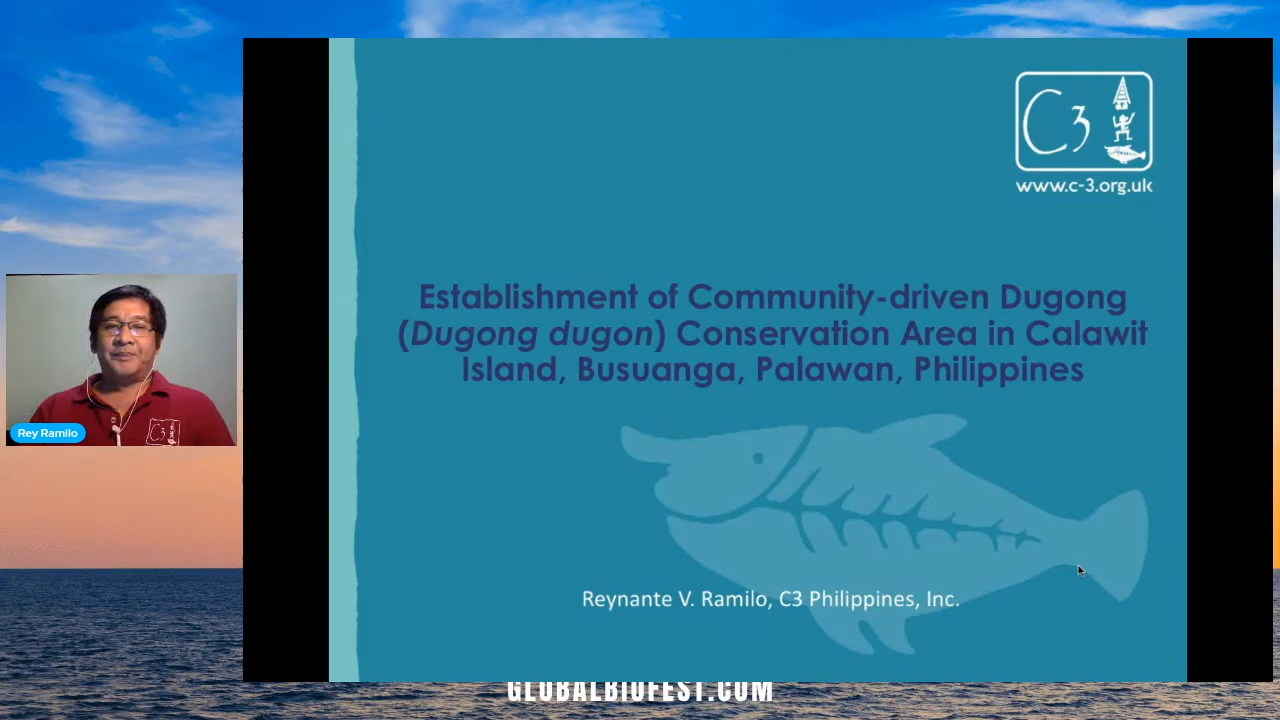 C3
www.c-3.org.uk
Establishment of Community-driven Dugong
(Dugong dugon) Conservation Area in Calawit
Island, Busuanga, Palawan, Philippines
Rey Ramilo
C3
Reynante V. Ramilo, C3 Philippines, Inc.
GLOBALBIOFEST.COM